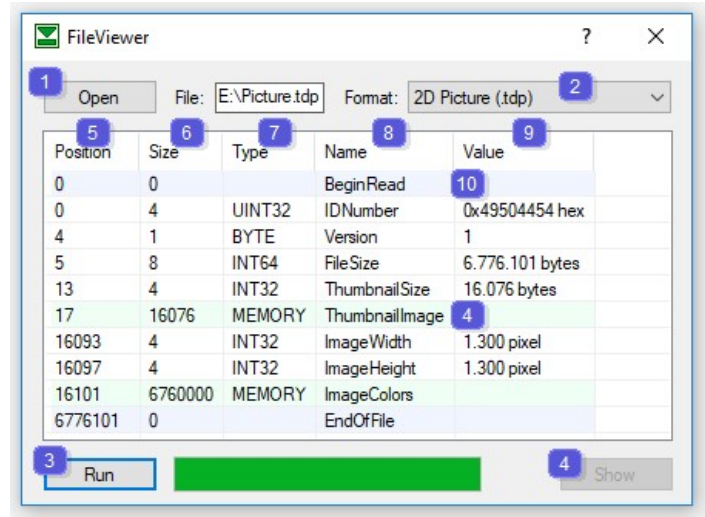 FileViewer ? X
1 Open File: E:\Picture.tdp Format: 2D Picture (.tdp) 2
5 6 7 8 9
Position Size Type Name Value
0 0 BeginRead 10
0 4 UINT32 IDNumber 0x49504454 hex
4 1 BYTE Version 1
5 8 INT64 FileSize 6.776.101 bytes
13 4 INT32 ThumbnailSize 16.076 bytes
17 16076 MEMORY ThumbnailImage 4
16093 4 INT32 ImageWidth 1.300 pixel
16097 4 INT32 ImageHeight 1.300 pixel
16101 6760000 MEMORY ImageColors
6776101 0 EndOfFile
3 Run 4 Show